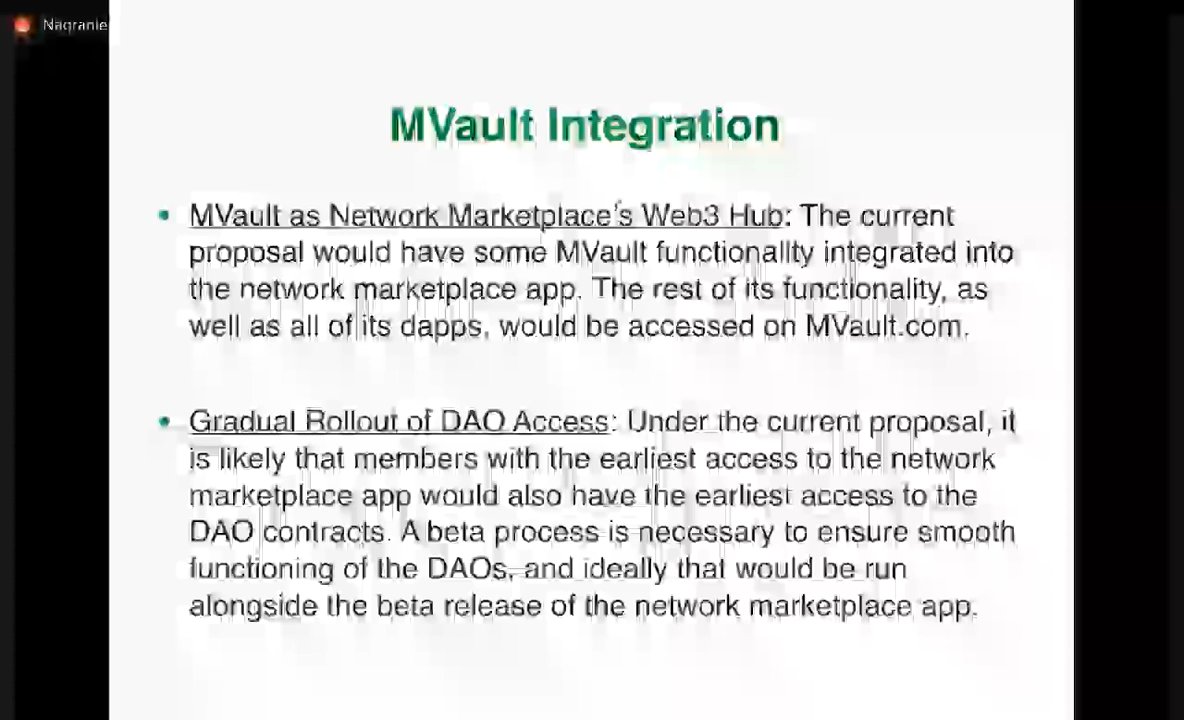 Nagranie
MVault Integration
• MVault as Network Marketplace's Web3 Hub: The current
proposal would have some MVault functionality integrated into
the network marketplace app. The rest of its functionality, as
well as all of its dapps, would be accessed on MVault.com.
• Gradual Rollout of DAO Access: Under the current proposal, it
is likely that members with the earliest access to the network
marketplace app would also have the earliest access to the
DAO contracts. A beta process is necessary to ensure smooth
functioning of the DAOs, and ideally that would be run
alongside the beta release of the network marketplace app.